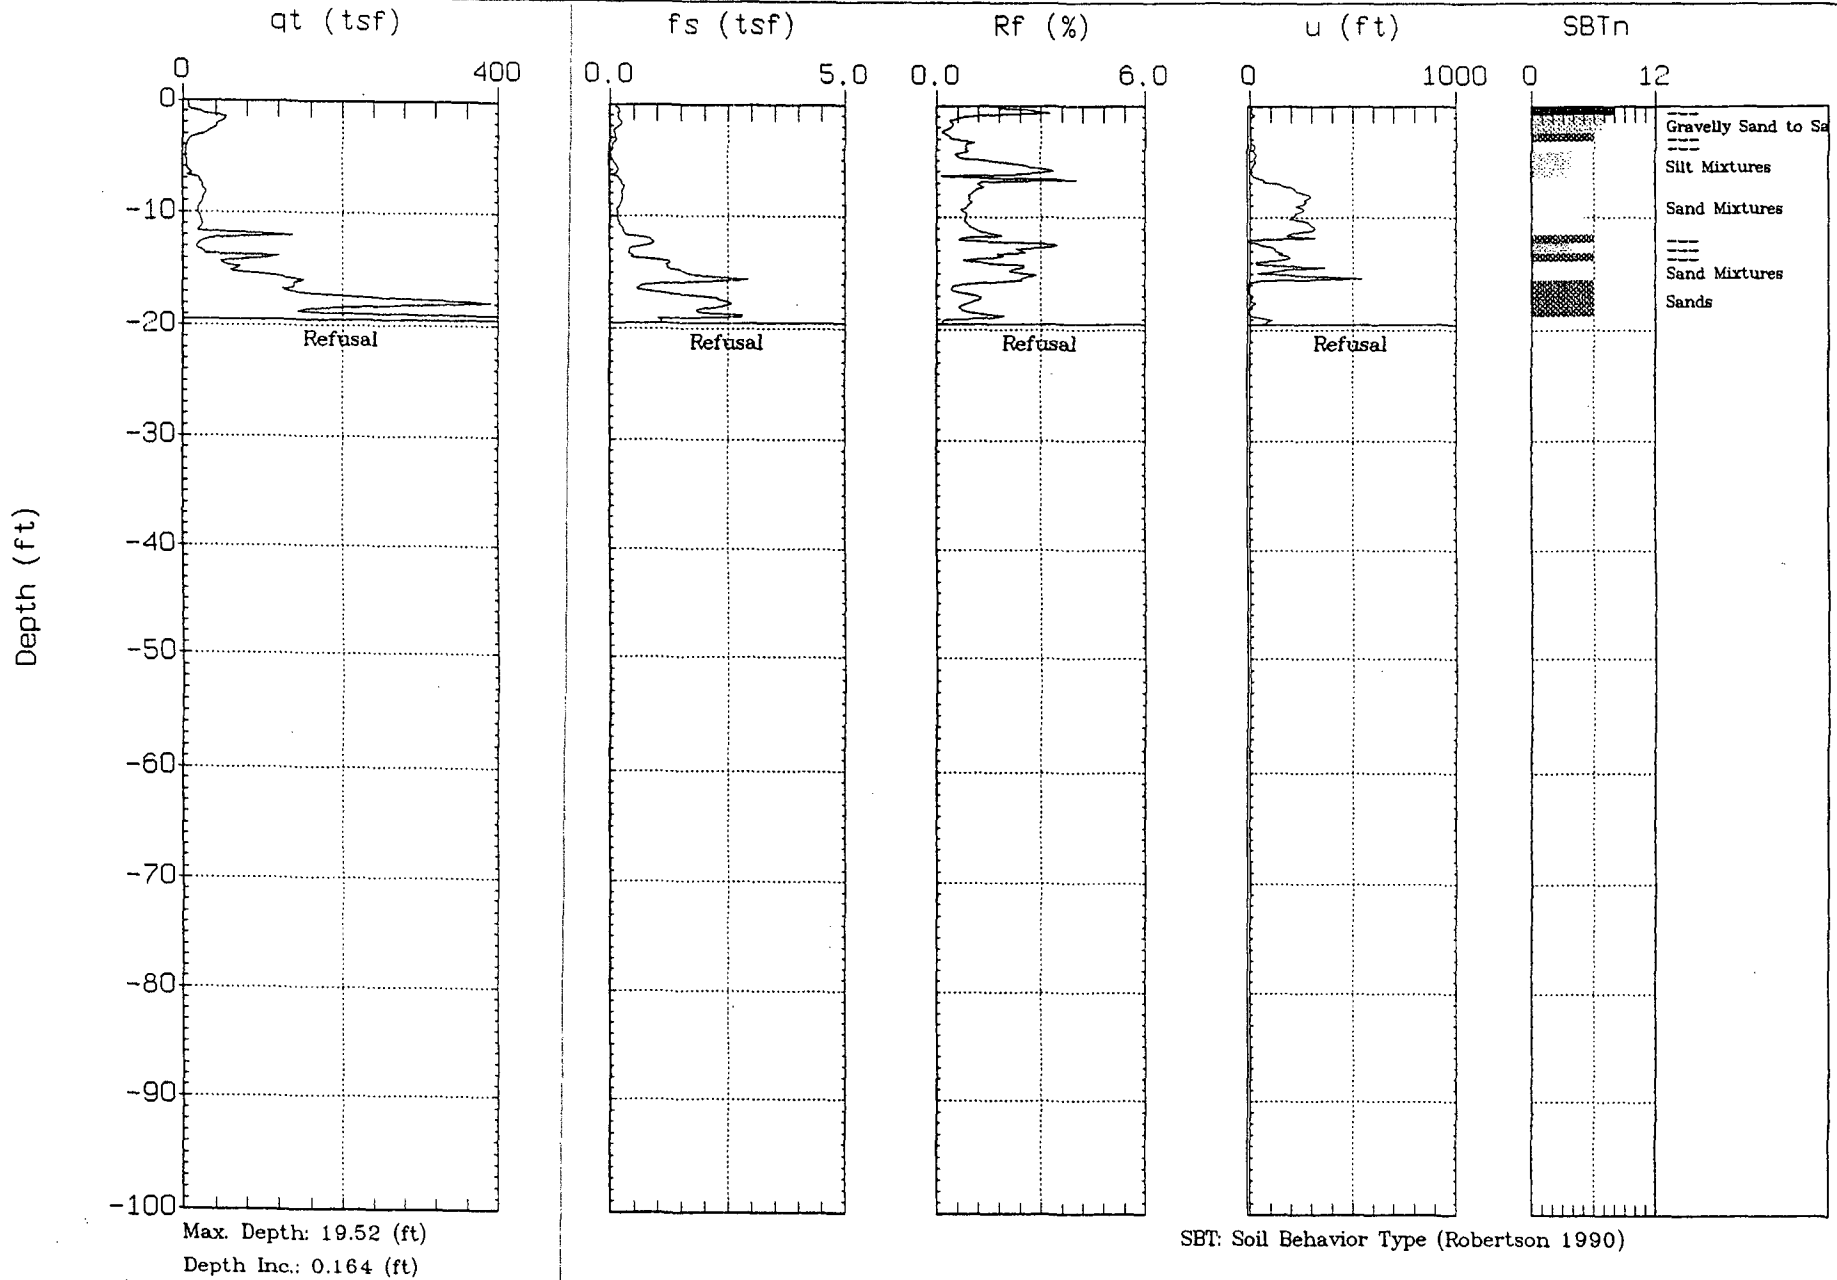 qt (tsf) fs (tsf) Rf (%) u (ft) SBTn
0 400 0.0 5.0 0.0 6.0 0 1000 0 12
0
Gravelly Sand to Sa
Silt Mixtures
-10
Sand Mixtures
Sand Mixtures
Sands
-20
Refusal Refusal Refusal Refusal
-30
-40
Depth (ft)
-50
-60
-70
-80
-90
-100
Max. Depth: 19.52 (ft)
Depth Inc.: 0.164 (ft)
SBT: Soil Behavior Type (Robertson 1990)